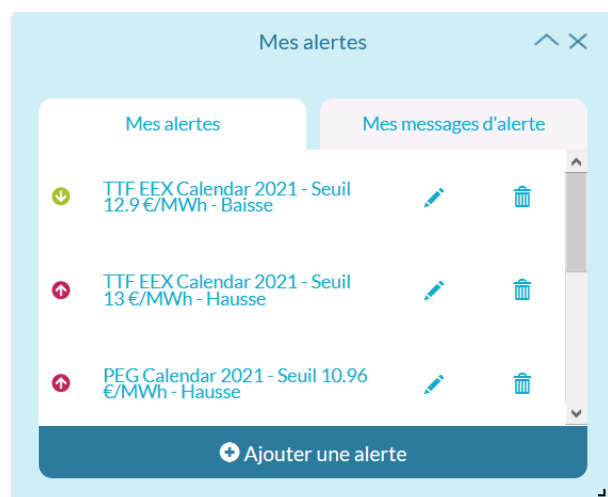 Mes alertes
Mes alertes
Mes messages d'alerte
TTF EEX Calendar 2021 - Seuil
12.9 €/MWh - Baisse
TTF EEX Calendar 2021 - Seuil
13 €/MWh - Hausse
PEG Calendar 2021 - Seuil 10.96
€/MWh - Hausse
Ajouter une alerte